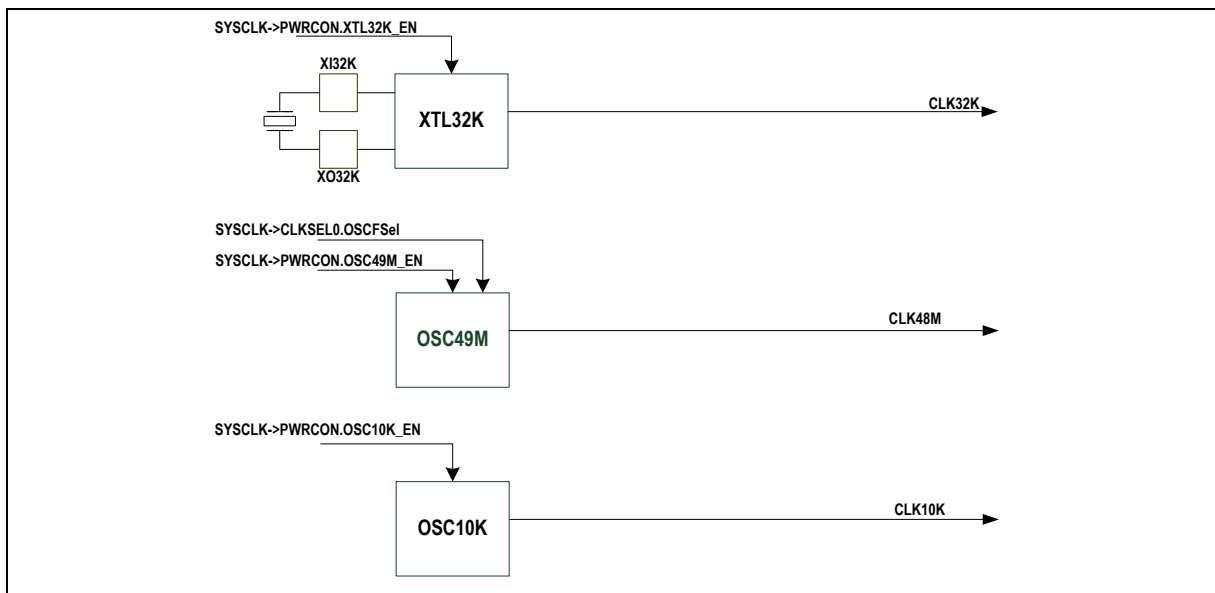 SYSCLK->PWRCON.XTL32K_EN
XI32K
XTL32K
CLK32K
XO32K
SYSCLK->CLKSEL0.OSCFSel
SYSCLK->PWRCON.OSC49M_EN
OSC49M
CLK48M
SYSCLK->PWRCON.OSC10K_EN
OSC10K
CLK10K